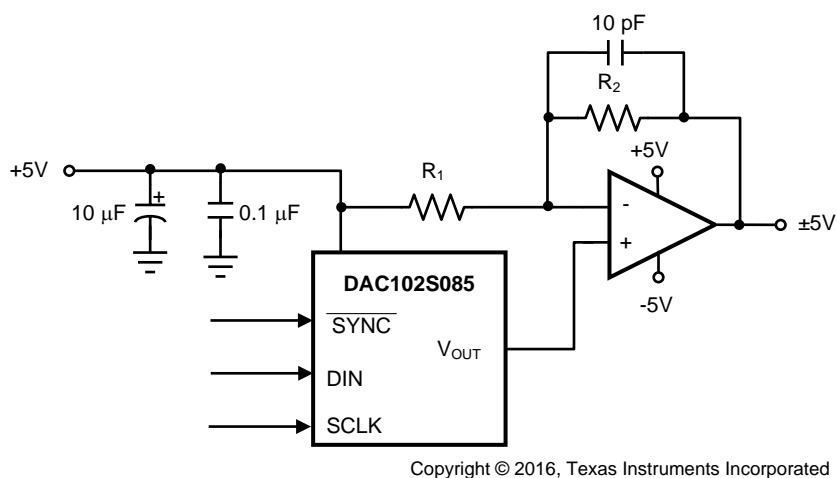 10 pF
R2
+5V
+5V
R1
10 μF
+
0.1 μF
-
+
±5V
-5V
DAC102S085
SYNC
VOUT
DIN
SCLK
Copyright © 2016, Texas Instruments Incorporated